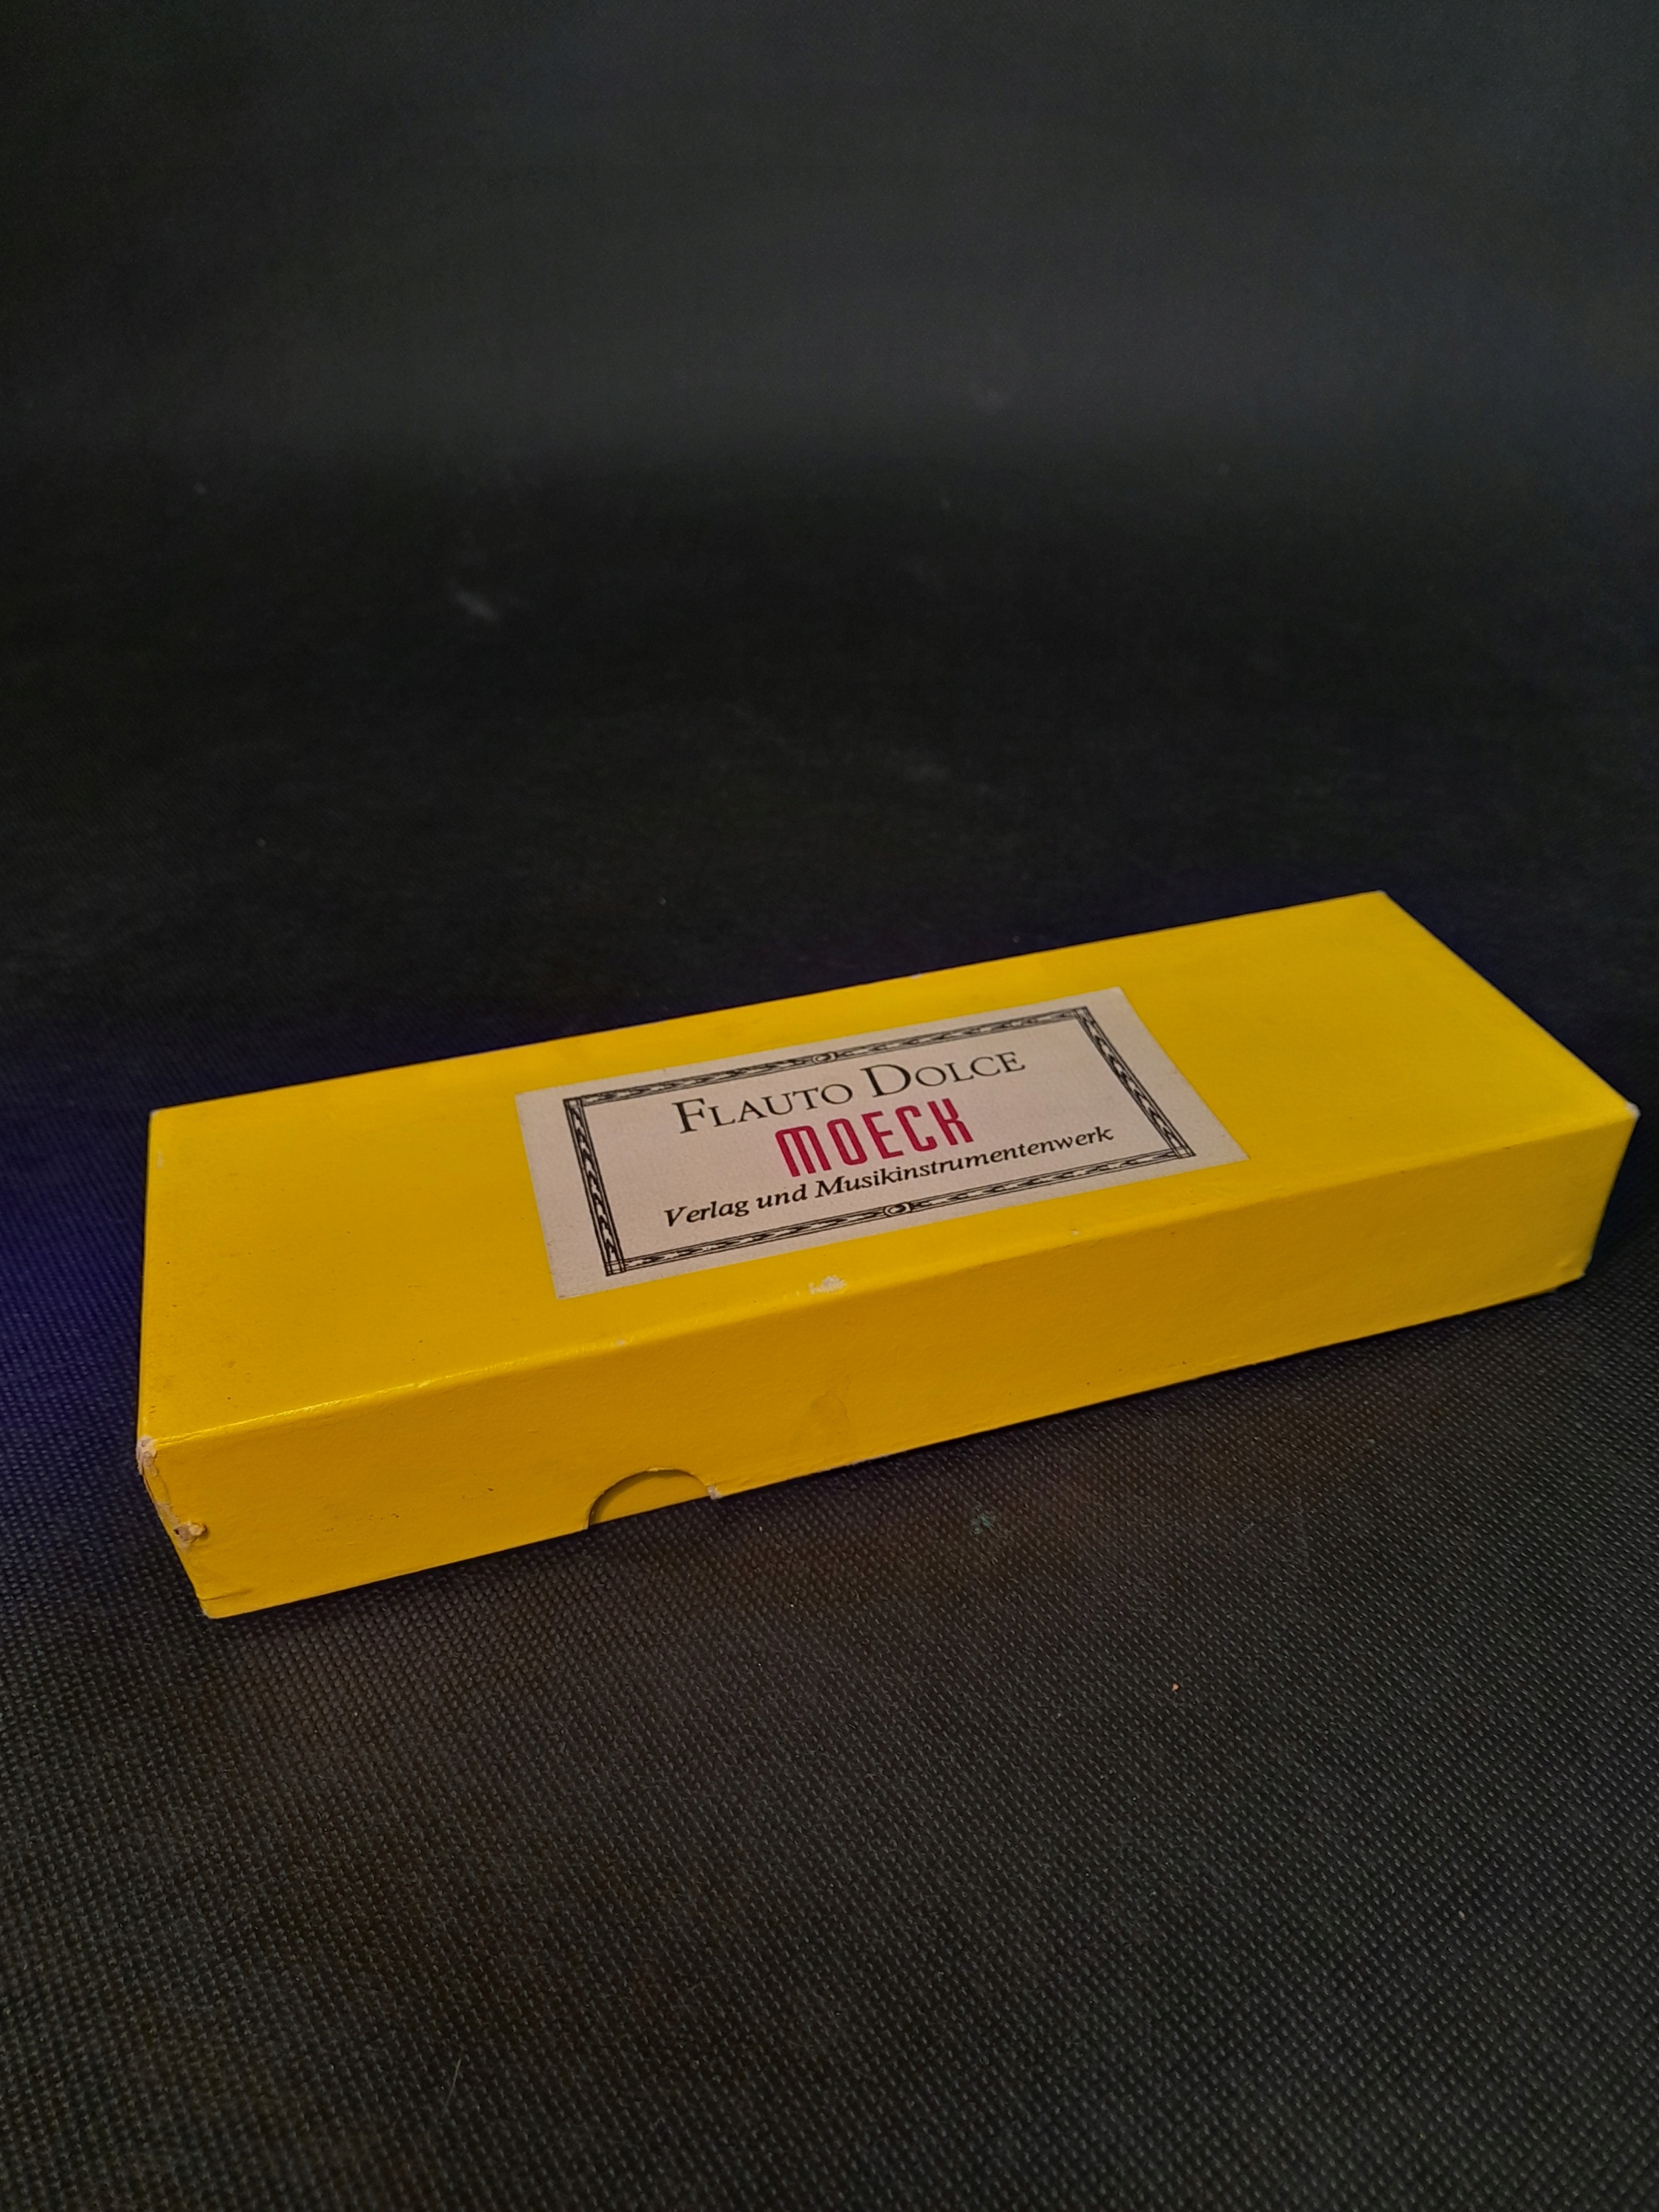 FLAUTO DOLCE
MOECK
Verlag und Musikinstrumentenwerk